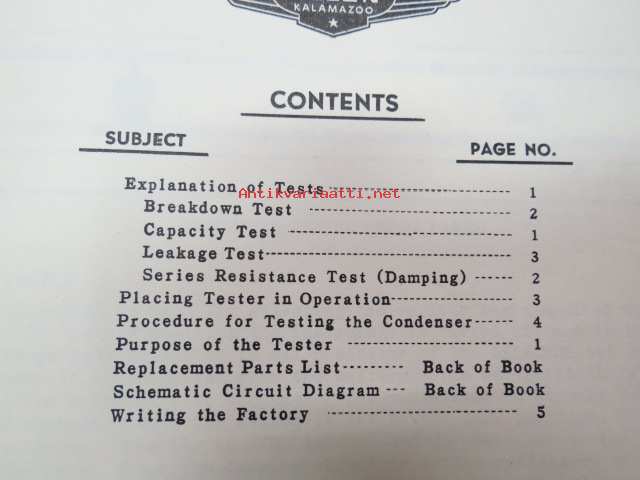 KALAMAZOO
CONTENTS
SUBJECT PAGE NO.
Explanation of Tests 1
Antikvariaatti.net
Breakdown Test 2
Capacity Test 1
Leakage Test 3
Series Resistance Test (Damping) 2
Placing Tester in Operation 3
Procedure for Testing the Condenser 4
Purpose of the Tester 1
Replacement Parts List Back of Book
Schematic Circuit Diagram Back of Book
Writing the Factory 5